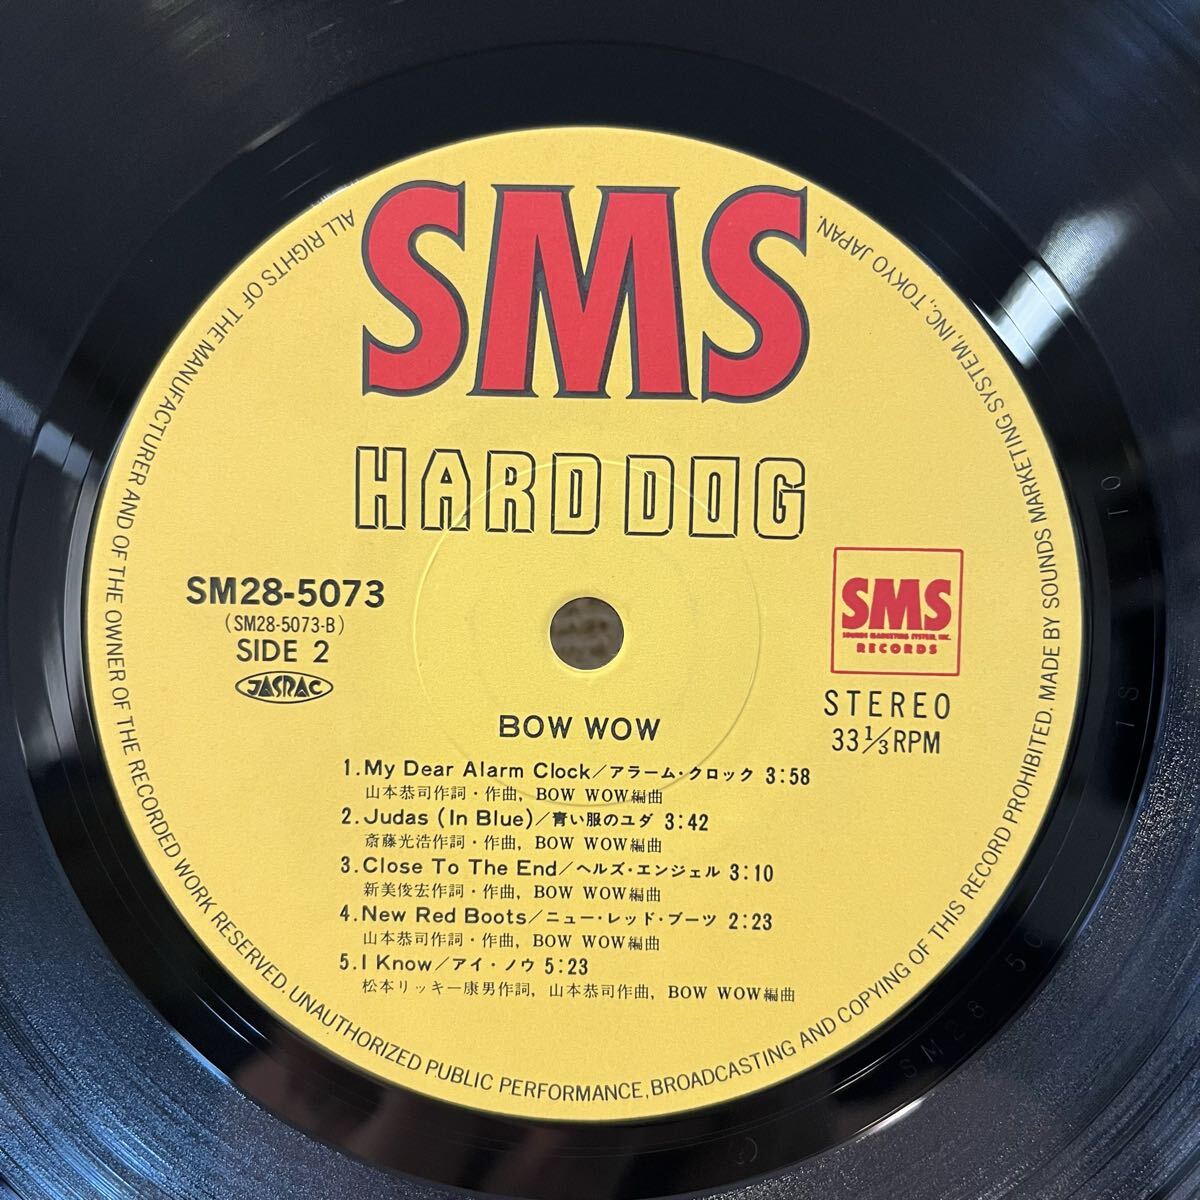 SMS
HARD DOG
SM28-5073
(SM28-5073-B)
SIDE 2
JASRAC
SMS
SOUNDS MARKETING SYSTEM, INC.
RECORDS
STEREO
33 1/3 RPM
BOW WOW
1. My Dear Alarm Clock/アラーム・クロック 3:58
山本恭司作詞・作曲, BOW WOW編曲
2. Judas (In Blue)/青い服のユダ 3:42
斎藤光浩作詞・作曲, BOW WOW編曲
3. Close To The End/ヘルズ・エンジェル 3:10
新美俊宏作詞・作曲, BOW WOW編曲
4. New Red Boots/ニュー・レッド・ブーツ 2:23
山本恭司作詞・作曲, BOW WOW編曲
5. I Know/アイ・ノウ 5:23
松本リッキー康男作詞, 山本恭司作曲, BOW WOW編曲
ALL RIGHTS OF THE MANUFACTURER AND OF THE OWNER OF THE RECORDED WORK RESERVED. UNAUTHORIZED PUBLIC PERFORMANCE, BROADCASTING AND COPYING OF THIS RECORD PROHIBITED. MADE BY SOUNDS MARKETING SYSTEM, INC., TOKYO JAPAN.